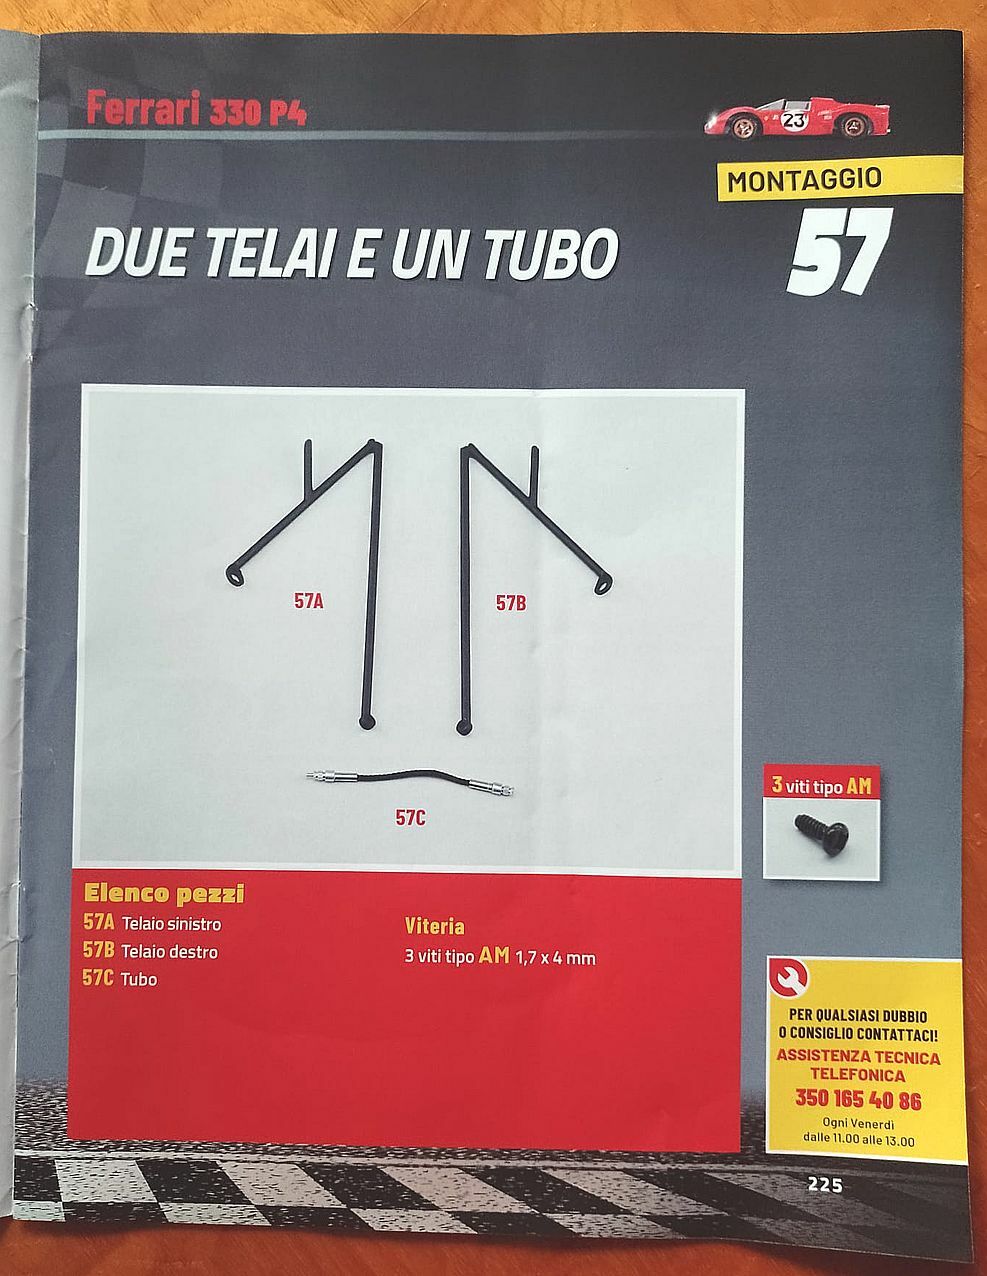 Ferrari 330 P4
23
MONTAGGIO
57
DUE TELAI E UN TUBO
57A
57B
57C
3 viti tipo AM
Elenco pezzi
57A Telaio sinistro
57B Telaio destro
57C Tubo
Viteria
3 viti tipo AM 1,7 x 4 mm
PER QUALSIASI DUBBIO
O CONSIGLIO CONTATTACI!
ASSISTENZA TECNICA
TELEFONICA
350 165 40 86
Ogni Venerdì
dalle 11.00 alle 13.00
225